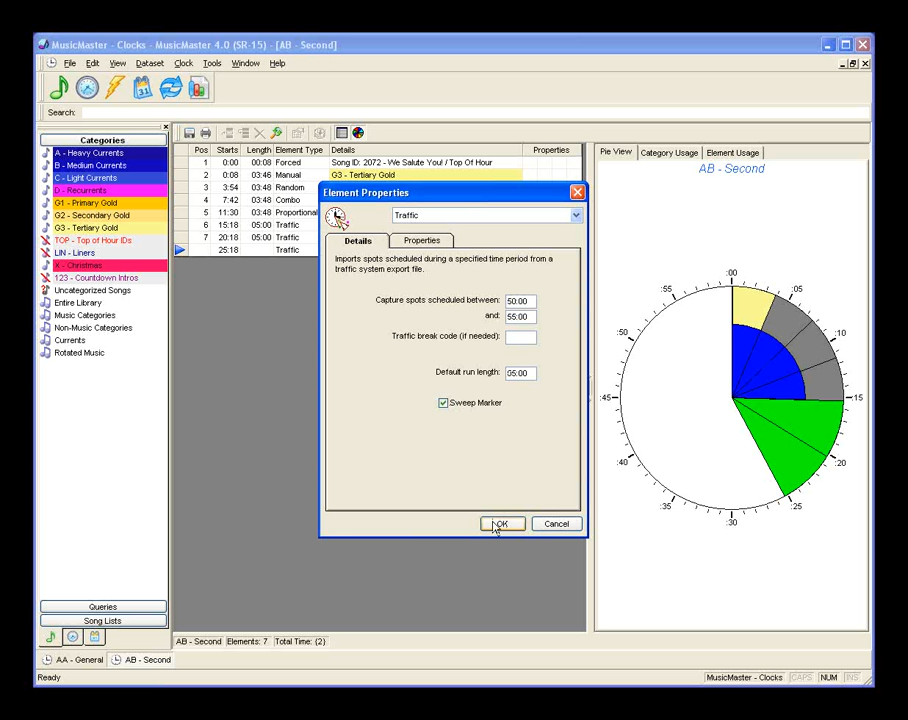 MusicMaster - Clocks - MusicMaster 4.0 (SR-15) - [AB - Second]
File Edit View Dataset Clock Tools Window Help
31
Search:
Categories
A - Heavy Currents
B - Medium Currents
C - Light Currents
D - Recurrents
G1 - Primary Gold
G2 - Secondary Gold
G3 - Tertiary Gold
TOP - Top of Hour IDs
LIN - Liners
X - Christmas
123 - Countdown Intros
Uncategorized Songs
Entire Library
Music Categories
Non-Music Categories
Currents
Rotated Music
Queries
Song Lists
Pos Starts Length Element Type Details Properties
1 0:00 00:08 Forced Song ID: 2072 - We Salute You! / Top Of Hour
2 0:08 03:46 Manual G3 - Tertiary Gold
3 3:54 03:48 Random
4 7:42 03:48 Combo
5 11:30 03:48 Proportional
6 15:18 05:00 Traffic
7 20:18 05:00 Traffic
25:18 Traffic
Element Properties
Traffic
Details Properties
Imports spots scheduled during a specified time period from a
traffic system export file.
Capture spots scheduled between: 50:00
and: 55:00
Traffic break code (if needed):
Default run length: 05:00
Sweep Marker
OK Cancel
Pie View Category Usage Element Usage
AB - Second
:00
:05
:10
:15
:20
:25
:30
:35
:40
:45
:50
:55
AB - Second Elements: 7 Total Time: {2}
AA - General AB - Second
Ready MusicMaster - Clocks CAPS NUM INS